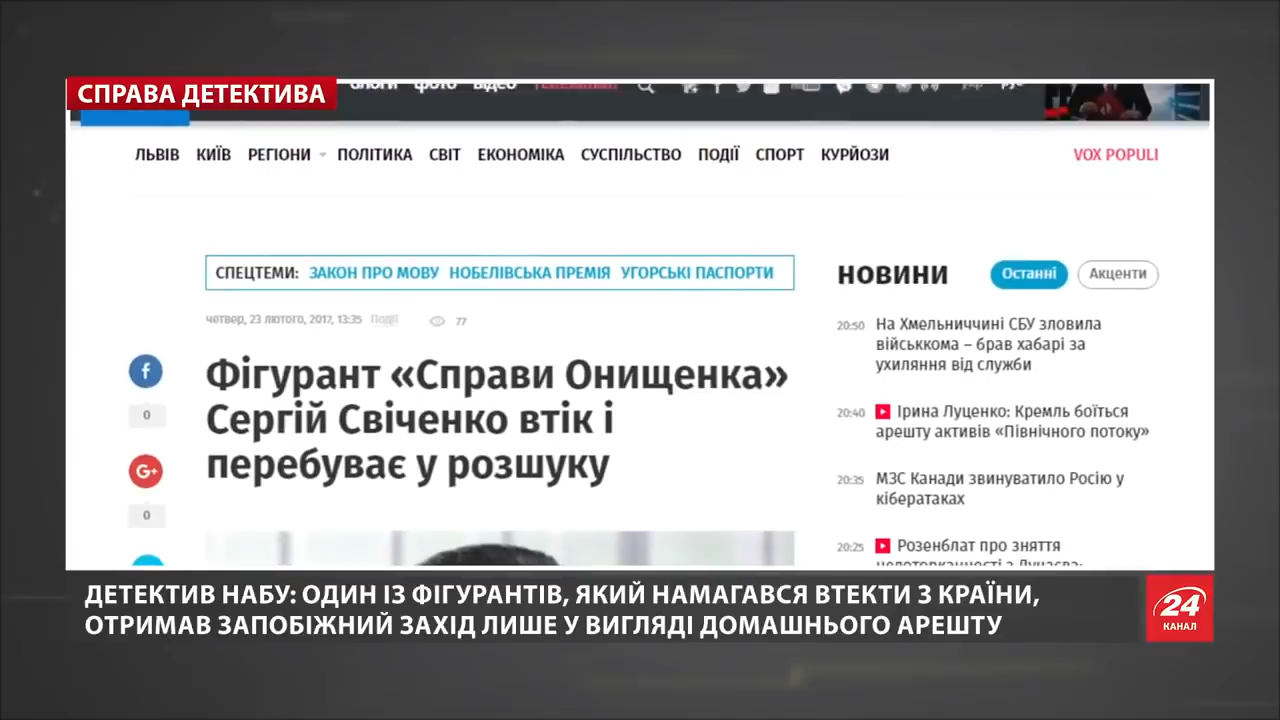 СПРАВА ДЕТЕКТИВА
блоги фото відео
ЛЬВІВ КИЇВ РЕГІОНИ ПОЛІТИКА СВІТ ЕКОНОМІКА СУСПІЛЬСТВО ПОДІЇ СПОРТ КУРЙОЗИ VOX POPULI
СПЕЦТЕМИ: ЗАКОН ПРО МОВУ НОБЕЛІВСЬКА ПРЕМІЯ УГОРСЬКІ ПАСПОРТИ
четвер, 23 лютого, 2017, 13:35 Події 77
Фігурант «Справи Онищенка»
Сергій Свіченко втік і
перебуває у розшуку
f
0
G+
0
НОВИНИ Останні Акценти
20:50 На Хмельниччині СБУ зловила
військкома – брав хабарі за
ухиляння від служби
20:40 Ірина Луценко: Кремль боїться
арешту активів «Північного потоку»
20:35 МЗС Канади звинуватило Росію у
кібератаках
20:25 Розенблат про зняття
ДЕТЕКТИВ НАБУ: ОДИН ІЗ ФІГУРАНТІВ, ЯКИЙ НАМАГАВСЯ ВТЕКТИ З КРАЇНИ,
ОТРИМАВ ЗАПОБІЖНИЙ ЗАХІД ЛИШЕ У ВИГЛЯДІ ДОМАШНЬОГО АРЕШТУ
24
КАНАЛ